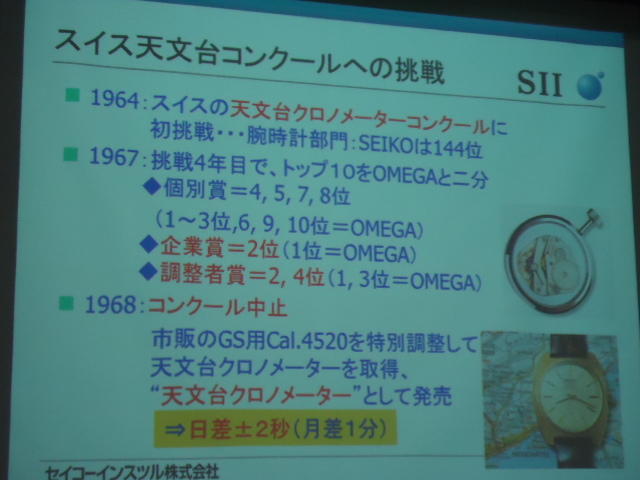 スイス天文台コンクールへの挑戦
SII
1964:スイスの天文台クロノメーターコンクールに
初挑戦・・・腕時計部門:SEIKOは144位
1967:挑戦4年目で、トップ10をOMEGAと二分
◆個別賞=4, 5, 7, 8位
(1~3位,6, 9, 10位=OMEGA)
◆企業賞=2位(1位=OMEGA)
◆調整者賞=2, 4位(1, 3位=OMEGA)
1968:コンクール中止
市販のGS用Cal.4520を特別調整して
天文台クロノメーターを取得、
“天文台クロノメーター”として発売
⇒日差±2秒(月差1分)
セイコーインスツル株式会社